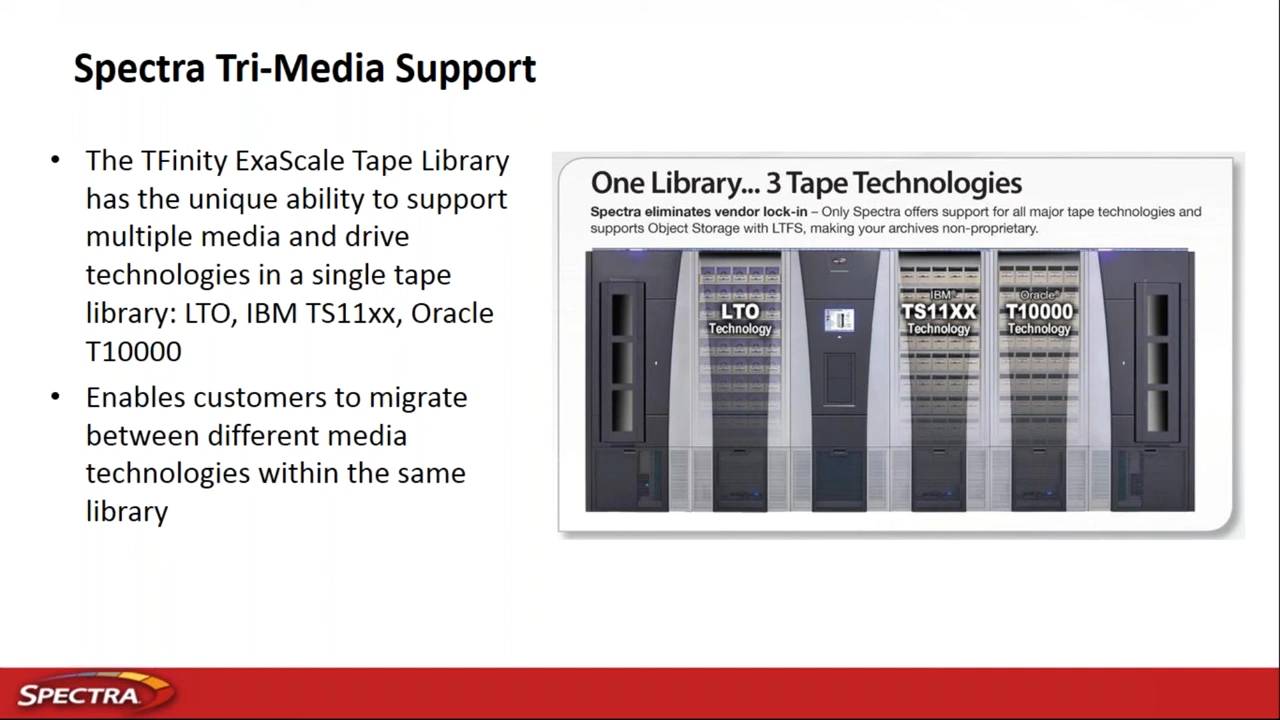 Spectra Tri-Media Support
• The TFinity ExaScale Tape Library
has the unique ability to support
multiple media and drive
technologies in a single tape
library: LTO, IBM TS11xx, Oracle
T10000
• Enables customers to migrate
between different media
technologies within the same
library
One Library... 3 Tape Technologies
Spectra eliminates vendor lock-in – Only Spectra offers support for all major tape technologies and
supports Object Storage with LTFS, making your archives non-proprietary.
LTO
Technology
IBM®
TS11XX
Technology
Oracle®
T10000
Technology
SPECTRA